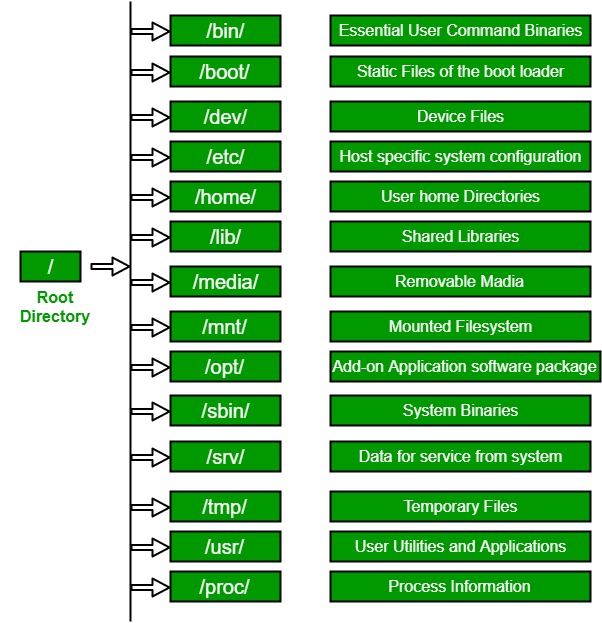 /bin/ Essential User Command Binaries
/boot/ Static Files of the boot loader
/dev/ Device Files
/etc/ Host specific system configuration
/home/ User home Directories
/lib/ Shared Libraries
/
Root
Directory
/media/ Removable Madia
/mnt/ Mounted Filesystem
/opt/ Add-on Application software package
/sbin/ System Binaries
/srv/ Data for service from system
/tmp/ Temporary Files
/usr/ User Utilities and Applications
/proc/ Process Information